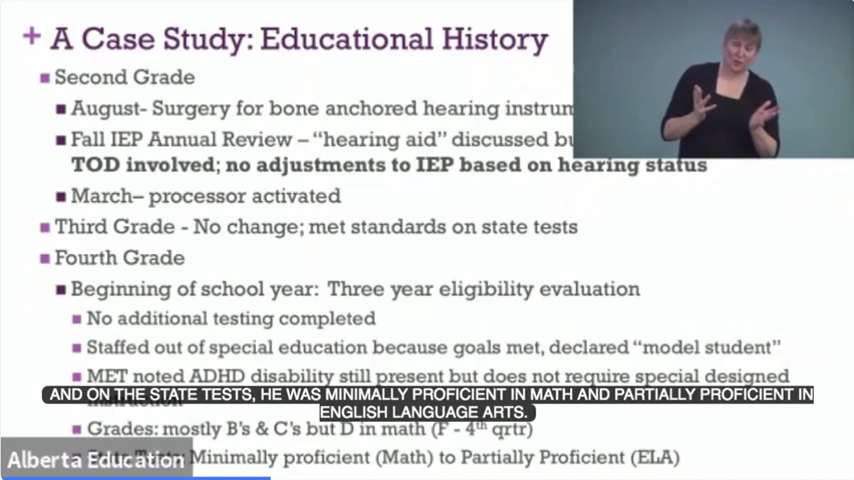 + A Case Study: Educational History
Second Grade
August- Surgery for bone anchored hearing instrum
Fall IEP Annual Review – “hearing aid” discussed bu
TOD involved; no adjustments to IEP based on hearing status
March– processor activated
Third Grade - No change; met standards on state tests
Fourth Grade
Beginning of school year: Three year eligibility evaluation
No additional testing completed
Staffed out of special education because goals met, declared “model student”
MET noted ADHD disability still present but does not require special designed
AND ON THE STATE TESTS, HE WAS MINIMALLY PROFICIENT IN MATH AND PARTIALLY PROFICIENT IN
ENGLISH LANGUAGE ARTS.
Grades: mostly B’s & C’s but D in math (F - 4th qrtr)
Minimally proficient (Math) to Partially Proficient (ELA)
Alberta Education